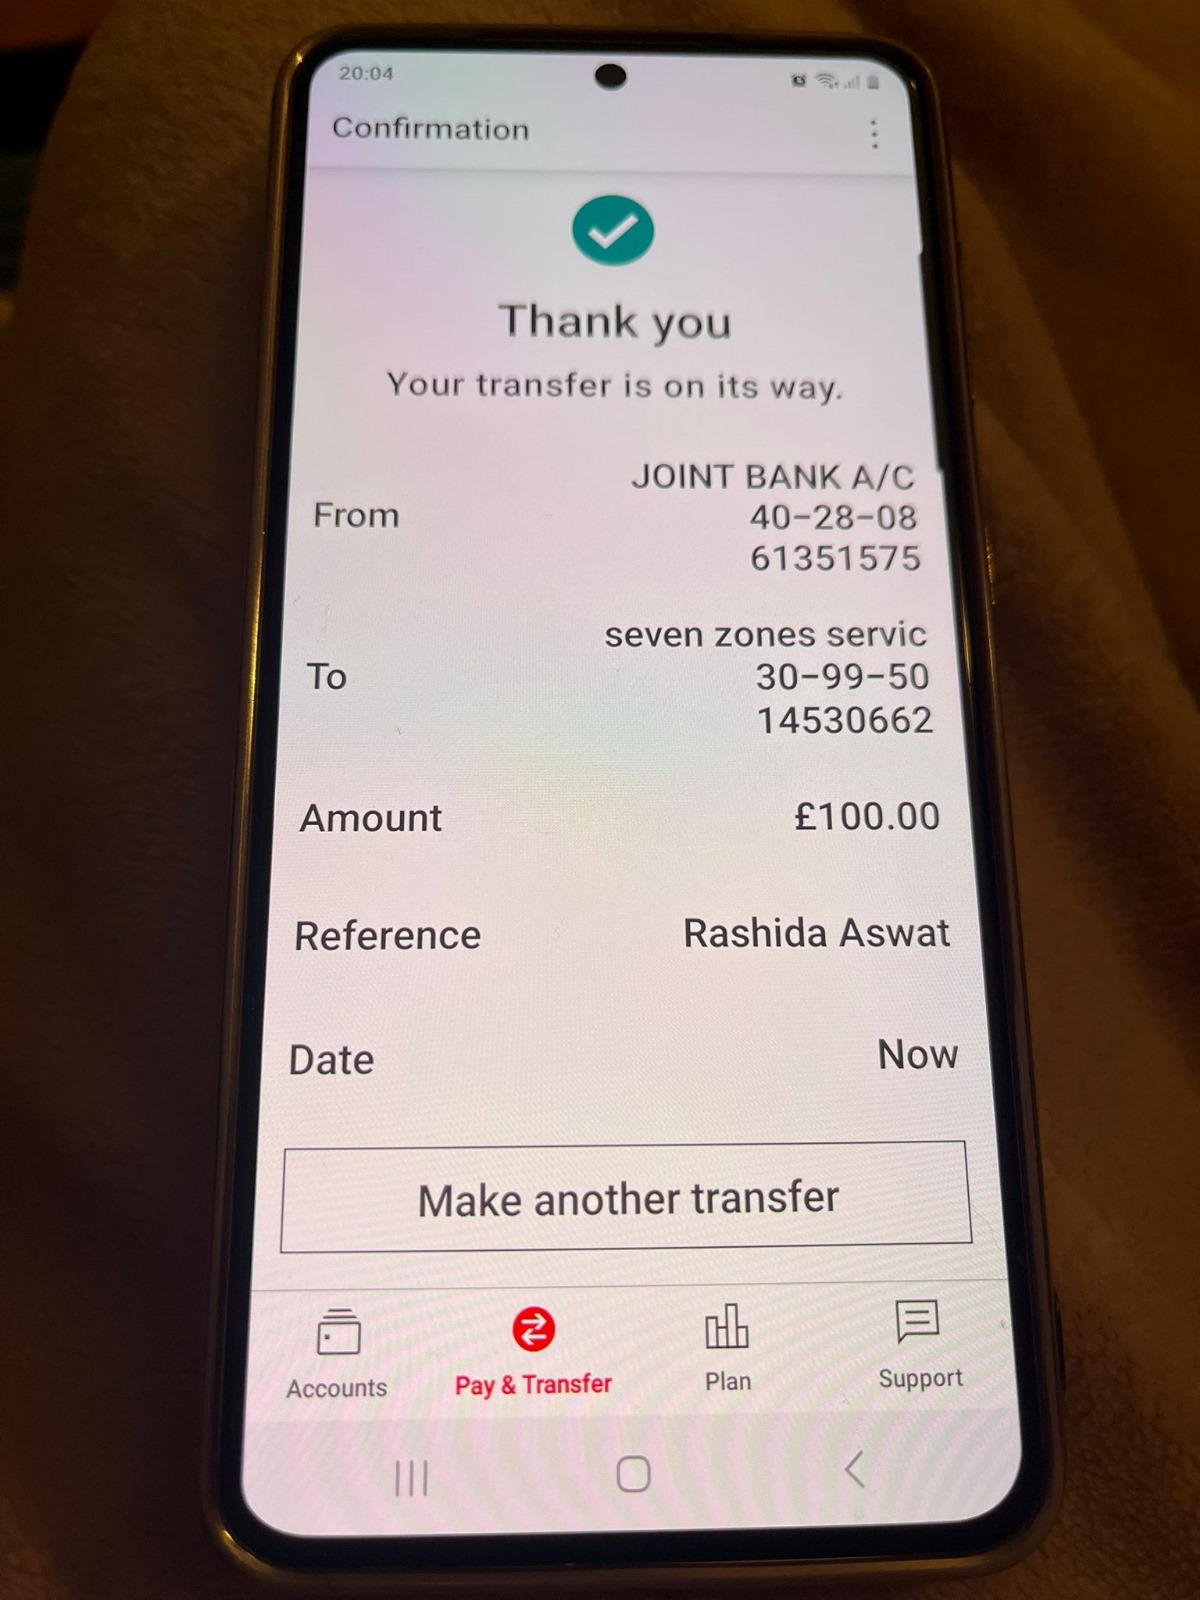 20:04
Confirmation
Thank you
Your transfer is on its way.
From
JOINT BANK A/C
40-28-08
61351575
To
seven zones servic
30-99-50
14530662
Amount
£100.00
Reference
Rashida Aswat
Date
Now
Make another transfer
Accounts
Pay & Transfer
Plan
Support